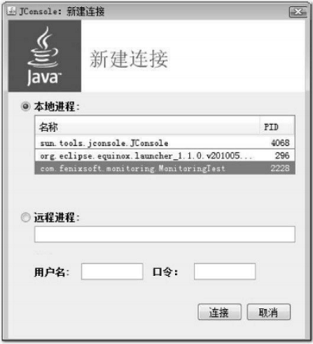 JConsole: 新建连接
Java
新建连接
本地进程:
名称 PID
sun.tools.jconsole.JConsole 4068
org.eclipse.equinox.launcher_1.1.0.v201005... 296
com.fenixsoft.monitoring.MonitoringTest 2228
远程进程:
用户名: 口令:
连接 取消